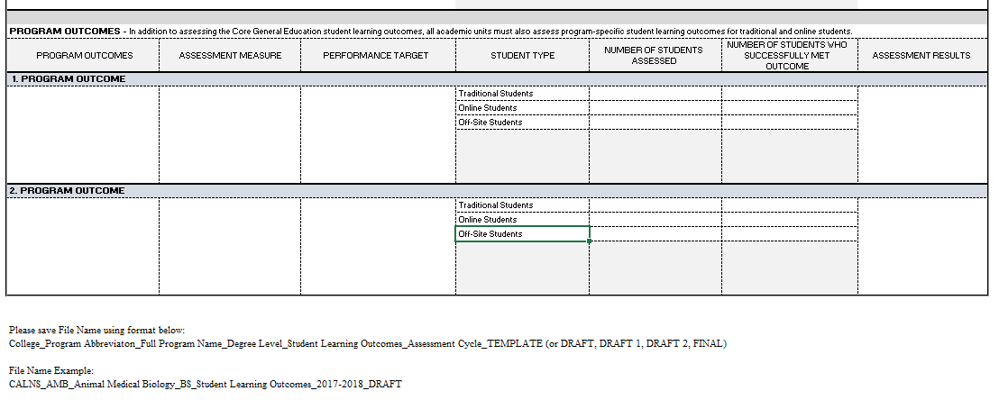 PROGRAM OUTCOMES - In addition to assessing the Core General Education student learning outcomes, all academic units must also assess program-specific student learning outcomes for traditional and online students.
PROGRAM OUTCOMES
ASSESSMENT MEASURE
PERFORMANCE TARGET
STUDENT TYPE
NUMBER OF STUDENTS
ASSESSED
NUMBER OF STUDENTS WHO
SUCCESSFULLY MET
OUTCOME
ASSESSMENT RESULTS
1. PROGRAM OUTCOME
Traditional Students
Online Students
Off-Site Students
2. PROGRAM OUTCOME
Traditional Students
Online Students
Off-Site Students
Please save File Name using format below:
College_Program Abbreviaton_Full Program Name_Degree Level_Student Learning Outcomes_Assessment Cycle_TEMPLATE (or DRAFT, DRAFT 1, DRAFT 2, FINAL)
File Name Example:
CALNS_AMB_Animal Medical Biology_BS_Student Learning Outcomes_2017-2018_DRAFT